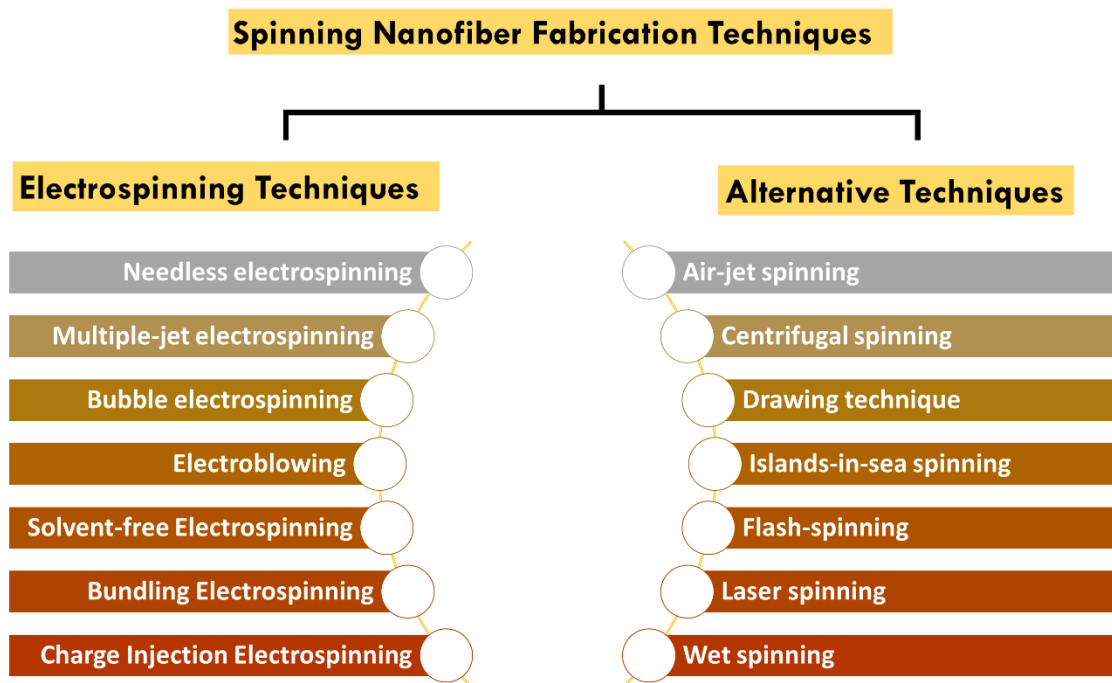 Spinning Nanofiber Fabrication Techniques
Electrospinning Techniques
Needless electrospinning
Multiple-jet electrospinning
Bubble electrospinning
Electroblowing
Solvent-free Electrospinning
Bundling Electrospinning
Charge Injection Electrospinning
Alternative Techniques
Air-jet spinning
Centrifugal spinning
Drawing technique
Islands-in-sea spinning
Flash-spinning
Laser spinning
Wet spinning